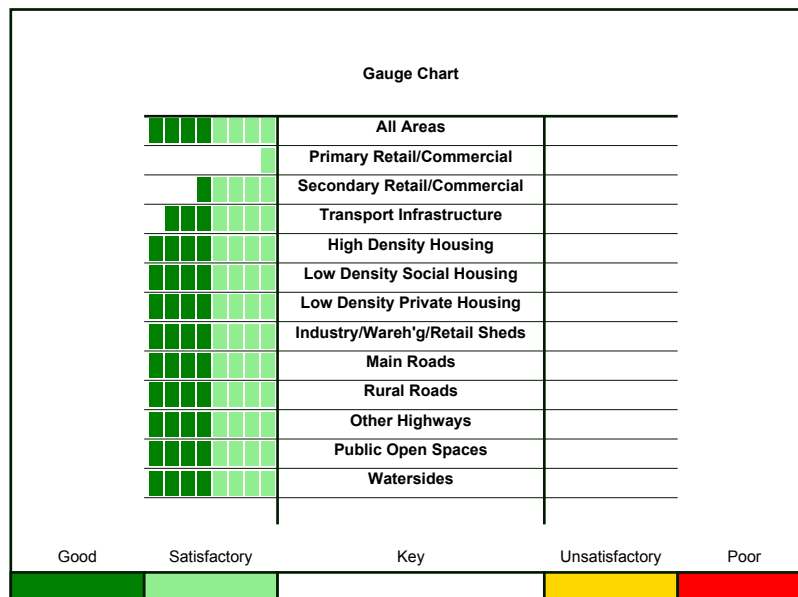 Gauge Chart
All Areas
Primary Retail/Commercial
Secondary Retail/Commercial
Transport Infrastructure
High Density Housing
Low Density Social Housing
Low Density Private Housing
Industry/Wareh'g/Retail Sheds
Main Roads
Rural Roads
Other Highways
Public Open Spaces
Watersides
Good Satisfactory Key Unsatisfactory Poor